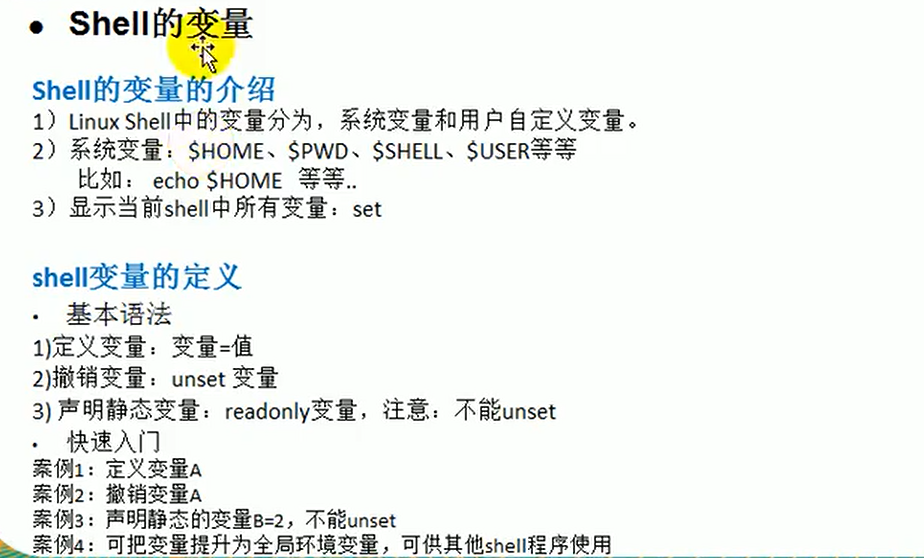 ● Shell的变量
Shell的变量的介绍
1）Linux Shell中的变量分为，系统变量和用户自定义变量。
2）系统变量：$HOME、$PWD、$SHELL、$USER等等
比如： echo $HOME 等等..
3）显示当前shell中所有变量：set
shell变量的定义
• 基本语法
1)定义变量：变量=值
2)撤销变量：unset 变量
3) 声明静态变量：readonly变量，注意：不能unset
• 快速入门
案例1：定义变量A
案例2：撤销变量A
案例3：声明静态的变量B=2，不能unset
案例4：可把变量提升为全局环境变量，可供其他shell程序使用